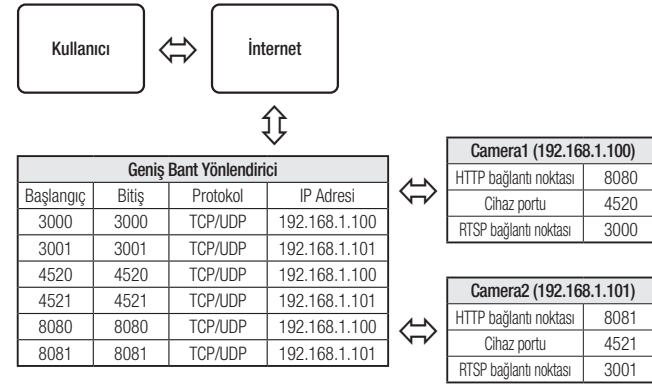 Kullanıcı
İnternet
Geniş Bant Yönlendirici
Başlangıç Bitiş Protokol IP Adresi
3000 3000 TCP/UDP 192.168.1.100
3001 3001 TCP/UDP 192.168.1.101
4520 4520 TCP/UDP 192.168.1.100
4521 4521 TCP/UDP 192.168.1.101
8080 8080 TCP/UDP 192.168.1.100
8081 8081 TCP/UDP 192.168.1.101
Camera1 (192.168.1.100)
HTTP bağlantı noktası 8080
Cihaz portu 4520
RTSP bağlantı noktası 3000
Camera2 (192.168.1.101)
HTTP bağlantı noktası 8081
Cihaz portu 4521
RTSP bağlantı noktası 3001